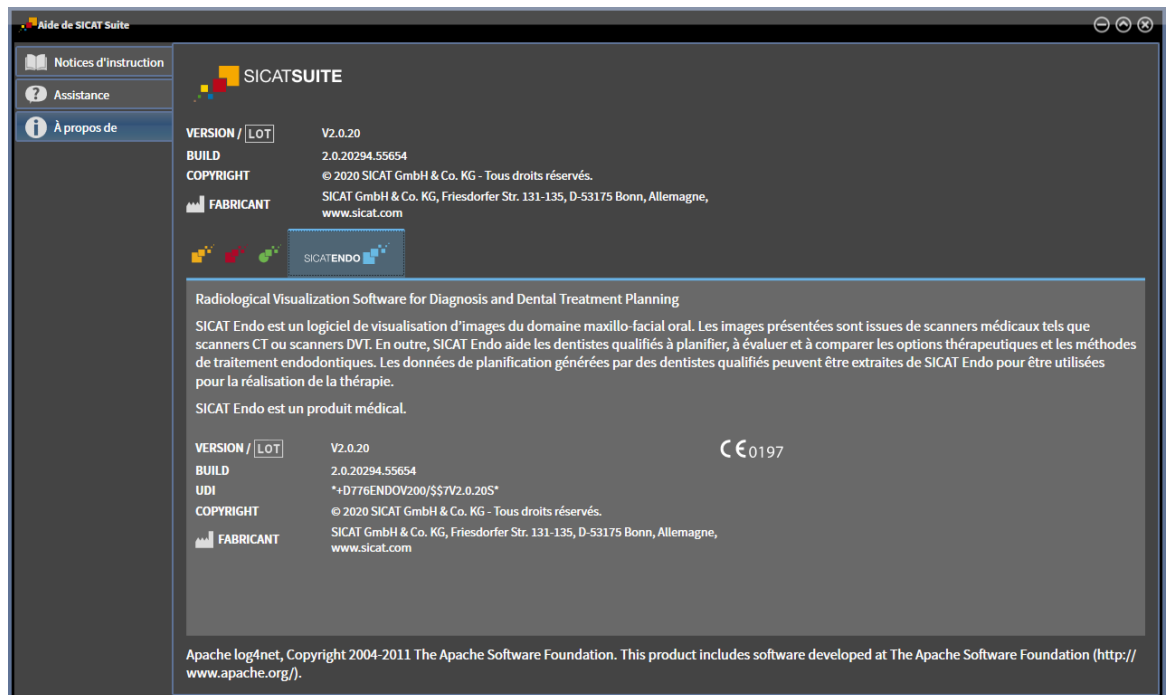 Aide de SICAT Suite
Notices d'instruction
Assistance
À propos de
SICATSUITE
VERSION / LOT V2.0.20
BUILD 2.0.20294.55654
COPYRIGHT © 2020 SICAT GmbH & Co. KG - Tous droits réservés.
FABRICANT SICAT GmbH & Co. KG, Friesdorfer Str. 131-135, D-53175 Bonn, Allemagne,
www.sicat.com
SICATENDO
Radiological Visualization Software for Diagnosis and Dental Treatment Planning
SICAT Endo est un logiciel de visualisation d’images du domaine maxillo-facial oral. Les images présentées sont issues de scanners médicaux tels que
scanners CT ou scanners DVT. En outre, SICAT Endo aide les dentistes qualifiés à planifier, à évaluer et à comparer les options thérapeutiques et les méthodes
de traitement endodontiques. Les données de planification générées par des dentistes qualifiés peuvent être extraites de SICAT Endo pour être utilisées
pour la réalisation de la thérapie.
SICAT Endo est un produit médical.
VERSION / LOT V2.0.20
CE0197
BUILD 2.0.20294.55654
UDI *+D776ENDOV200/$$7V2.0.20S*
COPYRIGHT © 2020 SICAT GmbH & Co. KG - Tous droits réservés.
FABRICANT SICAT GmbH & Co. KG, Friesdorfer Str. 131-135, D-53175 Bonn, Allemagne,
www.sicat.com
Apache log4net, Copyright 2004-2011 The Apache Software Foundation. This product includes software developed at The Apache Software Foundation (http://
www.apache.org/).